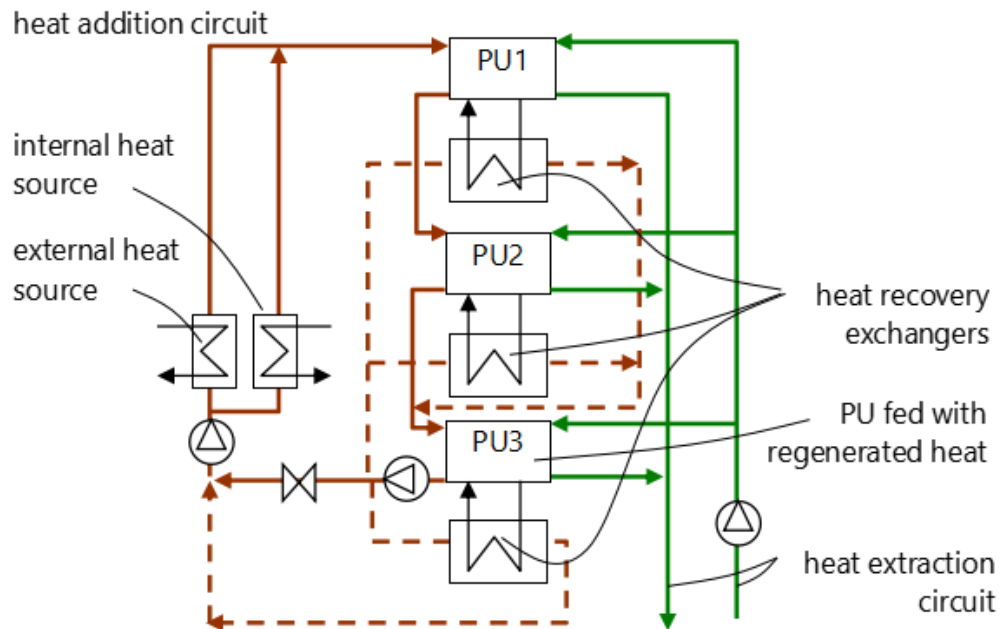 heat addition circuit
PU1
internal heat
source
external heat
source
PU2
heat recovery
exchangers
PU3
PU fed with
regenerated heat
heat extraction
circuit